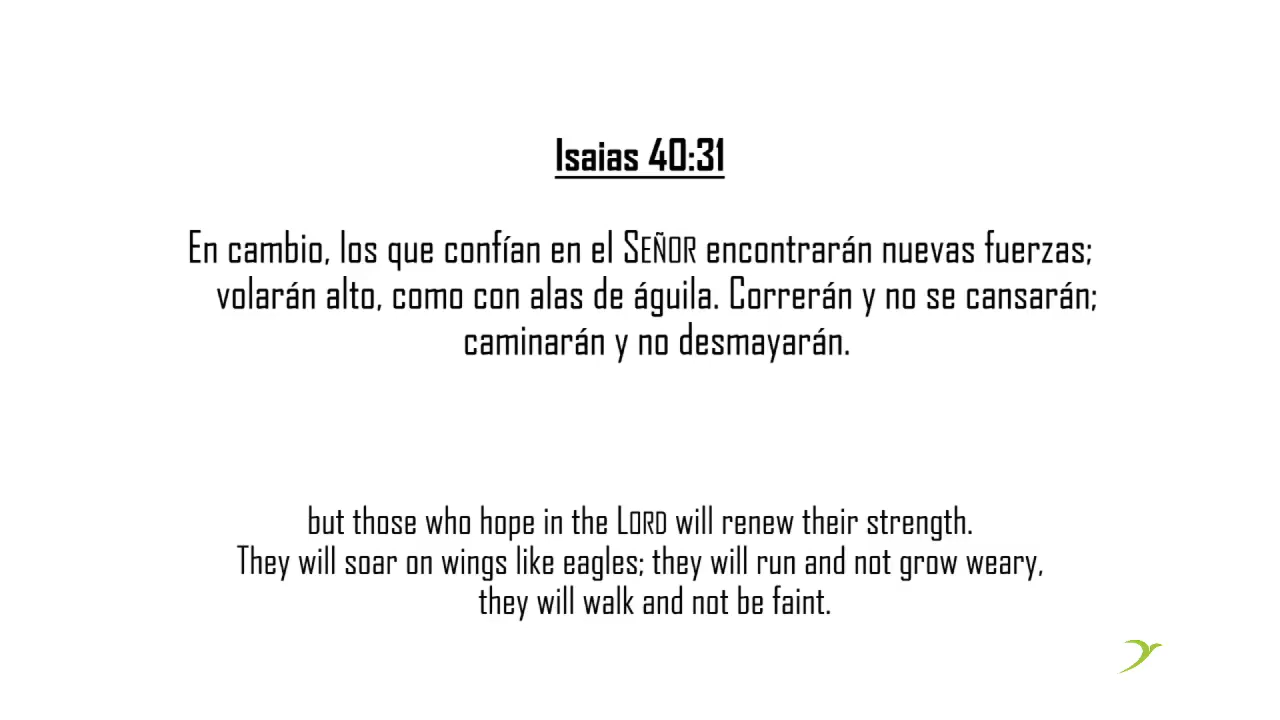 Isaias 40:31
En cambio, los que confían en el SEÑOR encontrarán nuevas fuerzas;
volarán alto, como con alas de águila. Correrán y no se cansarán;
caminarán y no desmayarán.
but those who hope in the LORD will renew their strength.
They will soar on wings like eagles; they will run and not grow weary,
they will walk and not be faint.